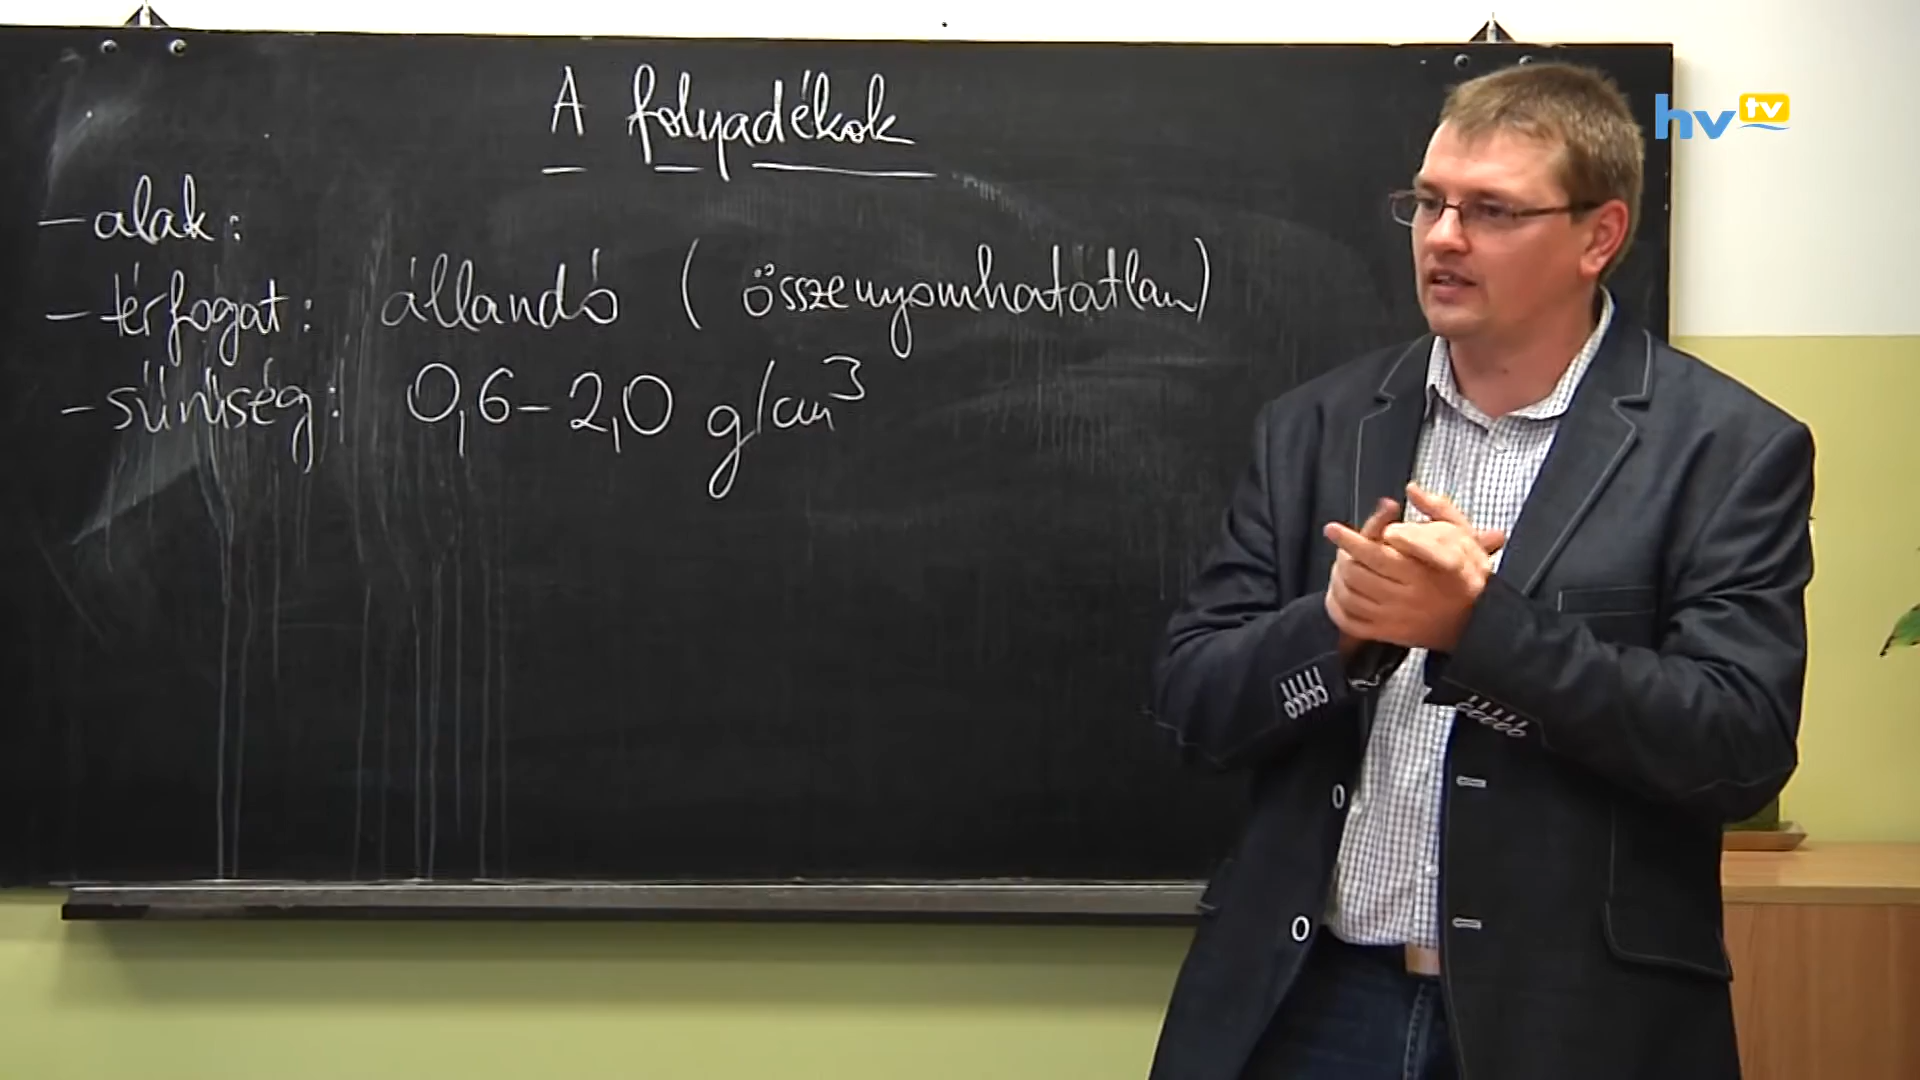 A folyadékok
- alak:
- térfogat: állandó (összenyomhatatlan)
- sűrűség: 0,6 – 2,0 g/cm³
hv tv